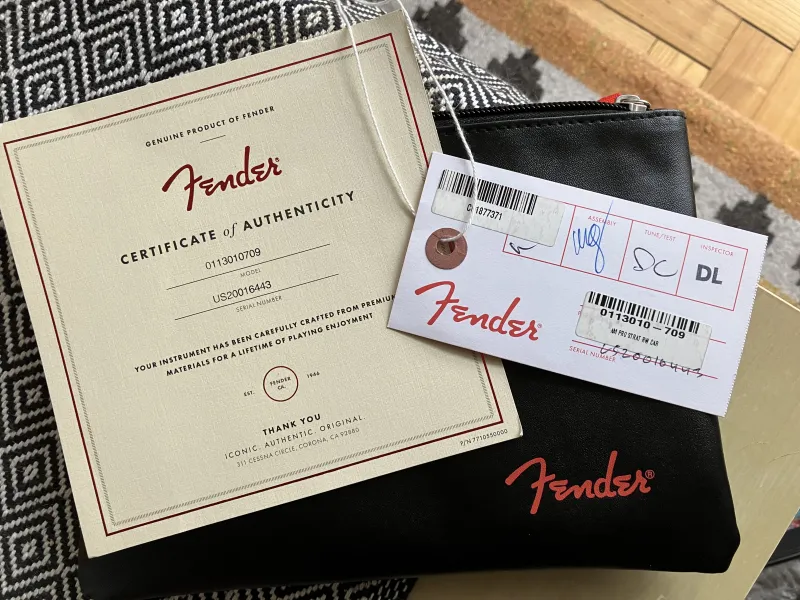 GENUINE PRODUCT OF FENDER
Fender
CERTIFICATE of AUTHENTICITY
0113010709
MODEL
US20016443
SERIAL NUMBER
YOUR INSTRUMENT HAS BEEN CAREFULLY CRAFTED FROM PREMIUM
MATERIALS FOR A LIFETIME OF PLAYING ENJOYMENT
EST.
FENDER
CO.
1946
THANK YOU
ICONIC. AUTHENTIC. ORIGINAL.
311 CESSNA CIRCLE, CORONA, CA 92880
P/N 7710550000
1877371
ASSEMBLY
TUNE/TEST
DC
INSPECTOR
DL
Fender®
0113010-709
AM PRO STRAT RW CAR
SERIAL NUMBER
US20016443
Fender®